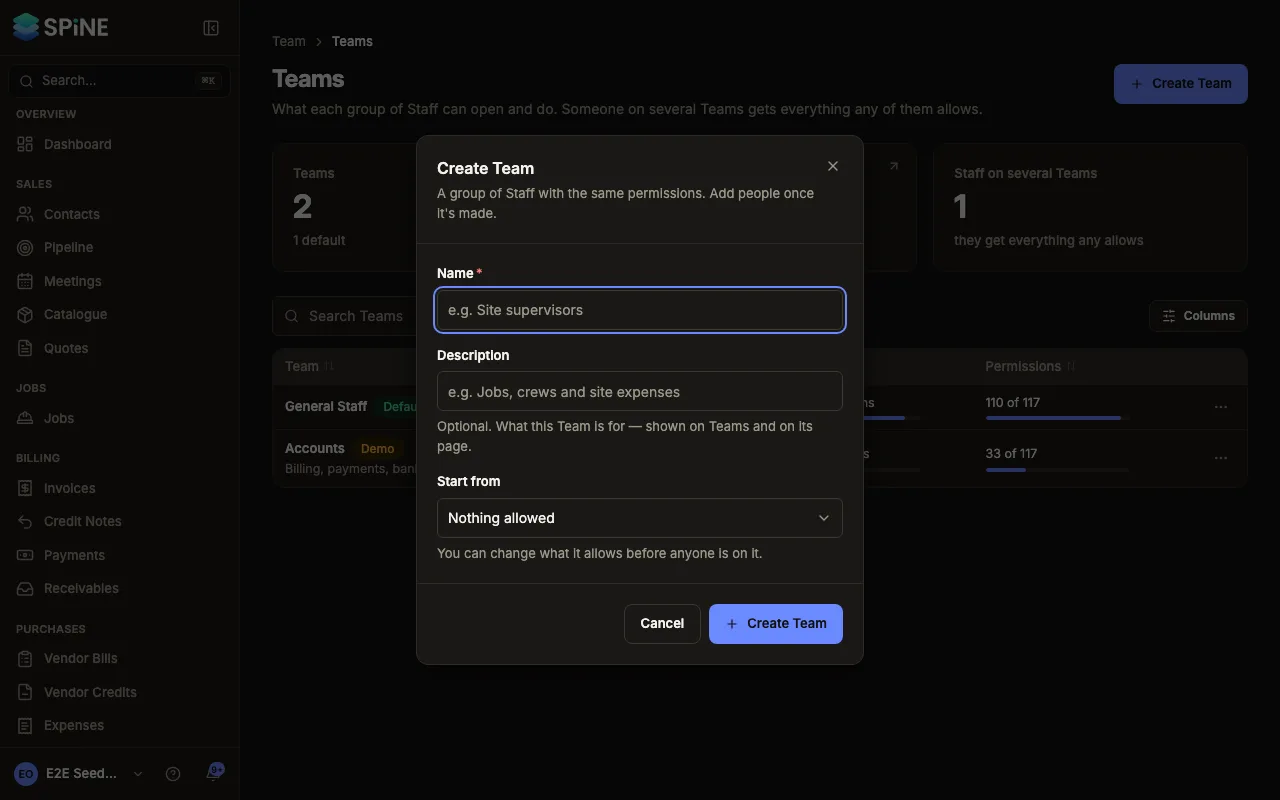 SPiNE
Search...
⌘K
OVERVIEW
Dashboard
SALES
Contacts
Pipeline
Meetings
Catalogue
Quotes
JOBS
Jobs
BILLING
Invoices
Credit Notes
Payments
Receivables
PURCHASES
Vendor Bills
Vendor Credits
Expenses
EO
E2E Seed...
9+
Team > Teams
Teams
What each group of Staff can open and do. Someone on several Teams gets everything any of them allows.
+ Create Team
Teams
2
1 default
Staff on several Teams
1
they get everything any allows
Search Teams
Columns
Team
Permissions
General Staff
Defau
110 of 117
Accounts
Demo
33 of 117
Billing, payments, ban
Create Team
A group of Staff with the same permissions. Add people once
it's made.
Name *
e.g. Site supervisors
Description
e.g. Jobs, crews and site expenses
Optional. What this Team is for — shown on Teams and on its
page.
Start from
Nothing allowed
You can change what it allows before anyone is on it.
Cancel
+ Create Team